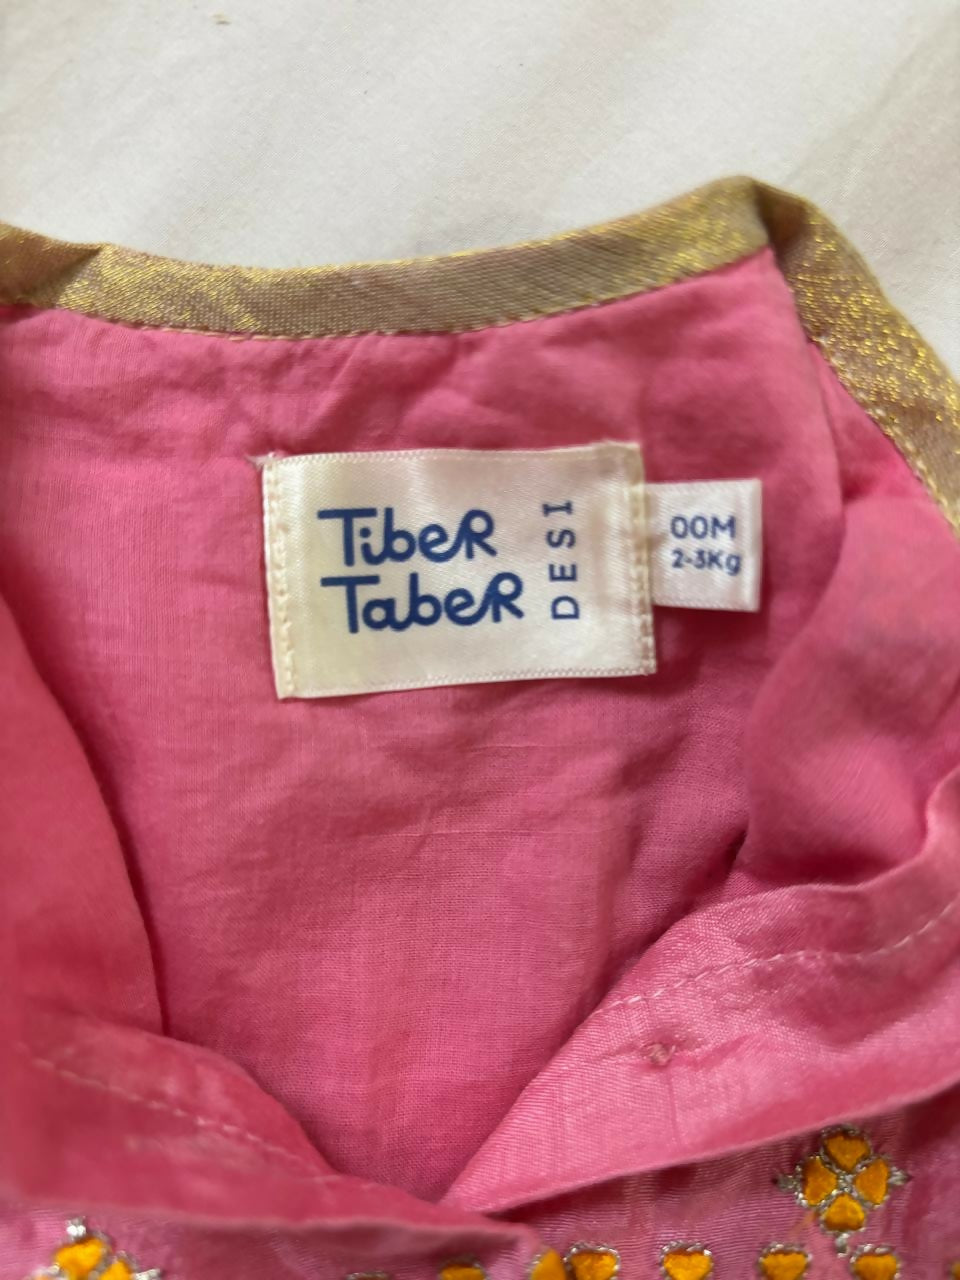 TibeR
TabeR
DESI
00M
2-3Kg